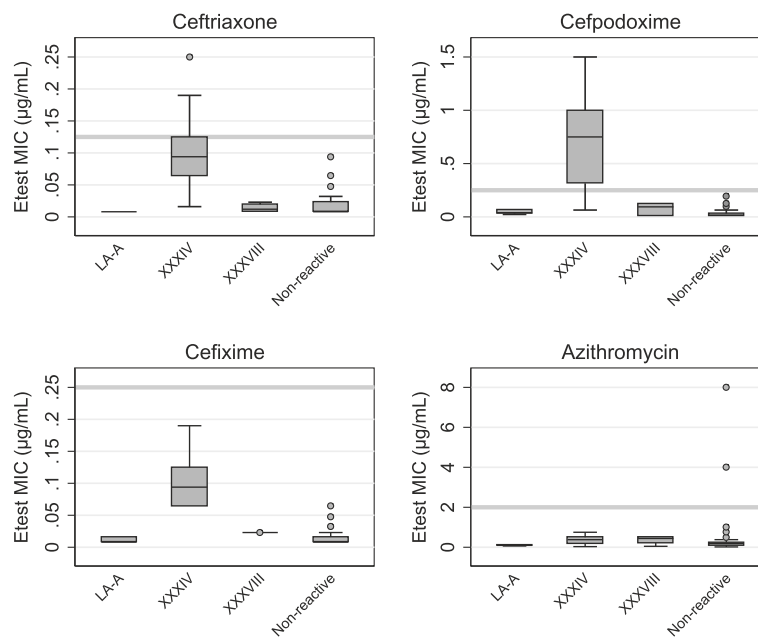 Ceftriaxone
Etest MIC (µg/mL)
.25
.2
.15
.1
.05
0
LA-A
XXXIV
XXXVIII
Non-reactive
Cefpodoxime
Etest MIC (µg/mL)
1.5
1
.5
0
LA-A
XXXIV
XXXVIII
Non-reactive
Cefixime
Etest MIC (µg/mL)
.25
.2
.15
.1
.05
0
LA-A
XXXIV
XXXVIII
Non-reactive
Azithromycin
Etest MIC (µg/mL)
8
6
4
2
0
LA-A
XXXIV
XXXVIII
Non-reactive